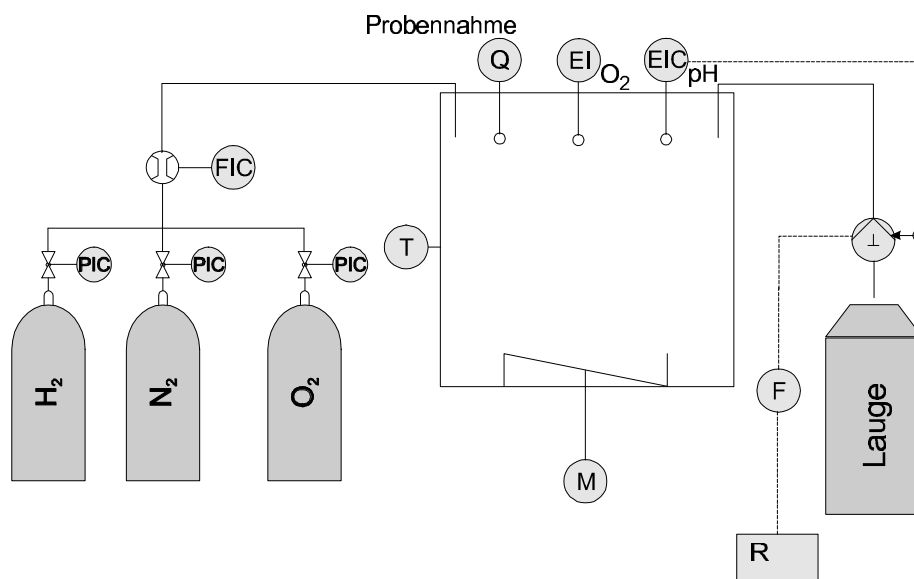 Probennahme
Q
EI
O₂
EIC
pH
FIC
T
PIC
PIC
PIC
H₂
N₂
O₂
F
Lauge
M
R